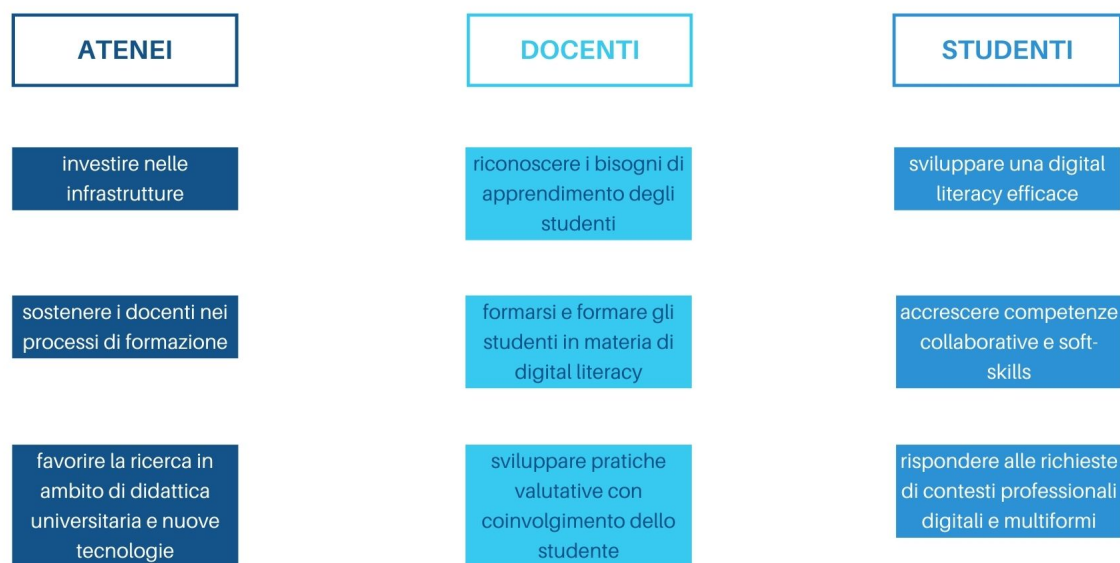 ATENEI
investire nelle
infrastrutture
sostenere i docenti nei
processi di formazione
favorire la ricerca in
ambito di didattica
universitaria e nuove
tecnologie
DOCENTI
riconoscere i bisogni di
apprendimento degli
studenti
formarsi e formare gli
studenti in materia di
digital literacy
sviluppare pratiche
valutative con
coinvolgimento dello
studente
STUDENTI
sviluppare una digital
literacy efficace
accrescere competenze
collaborative e soft-
skills
rispondere alle richieste
di contesti professionali
digitali e multiformi